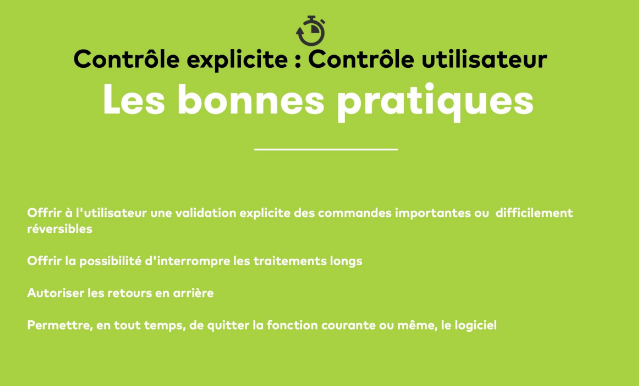 Contrôle explicite : Contrôle utilisateur
Les bonnes pratiques
Offrir à l'utilisateur une validation explicite des commandes importantes ou  difficilement
réversibles
Offrir la possibilité d'interrompre les traitements longs
Autoriser les retours en arrière
Permettre, en tout temps, de quitter la fonction courante ou même, le logiciel